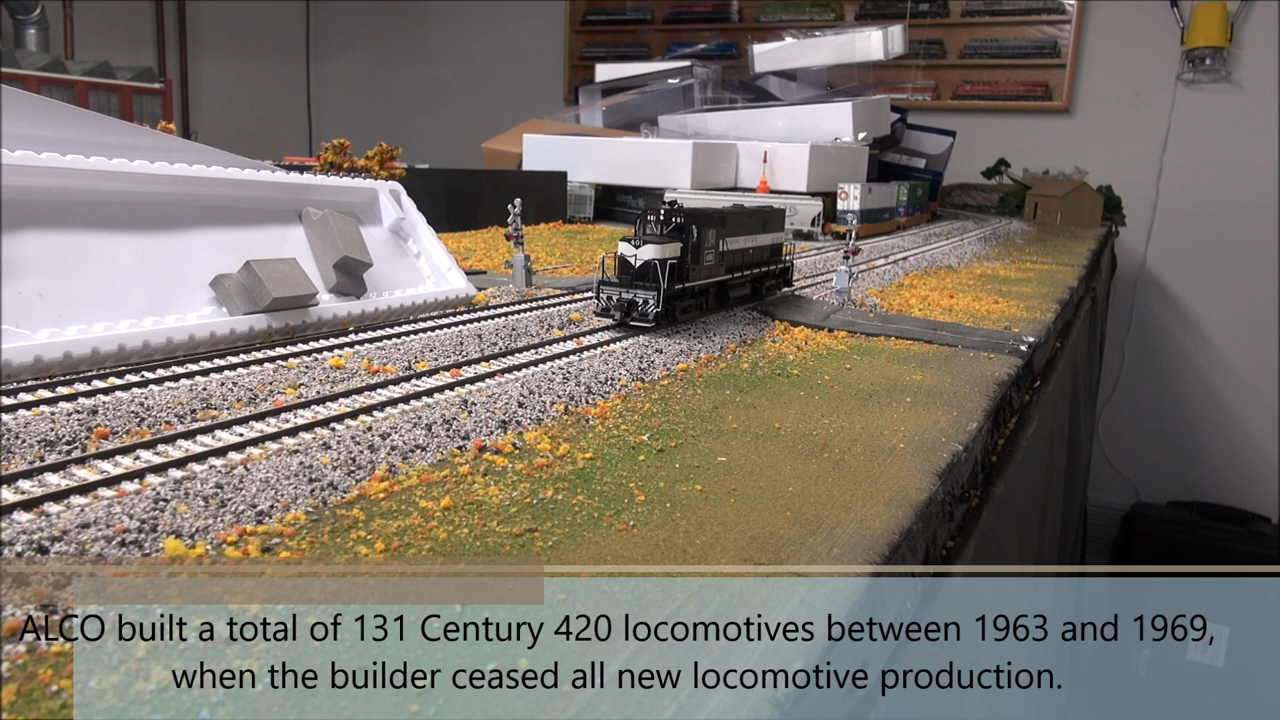 401
ALCO built a total of 131 Century 420 locomotives between 1963 and 1969,
when the builder ceased all new locomotive production.